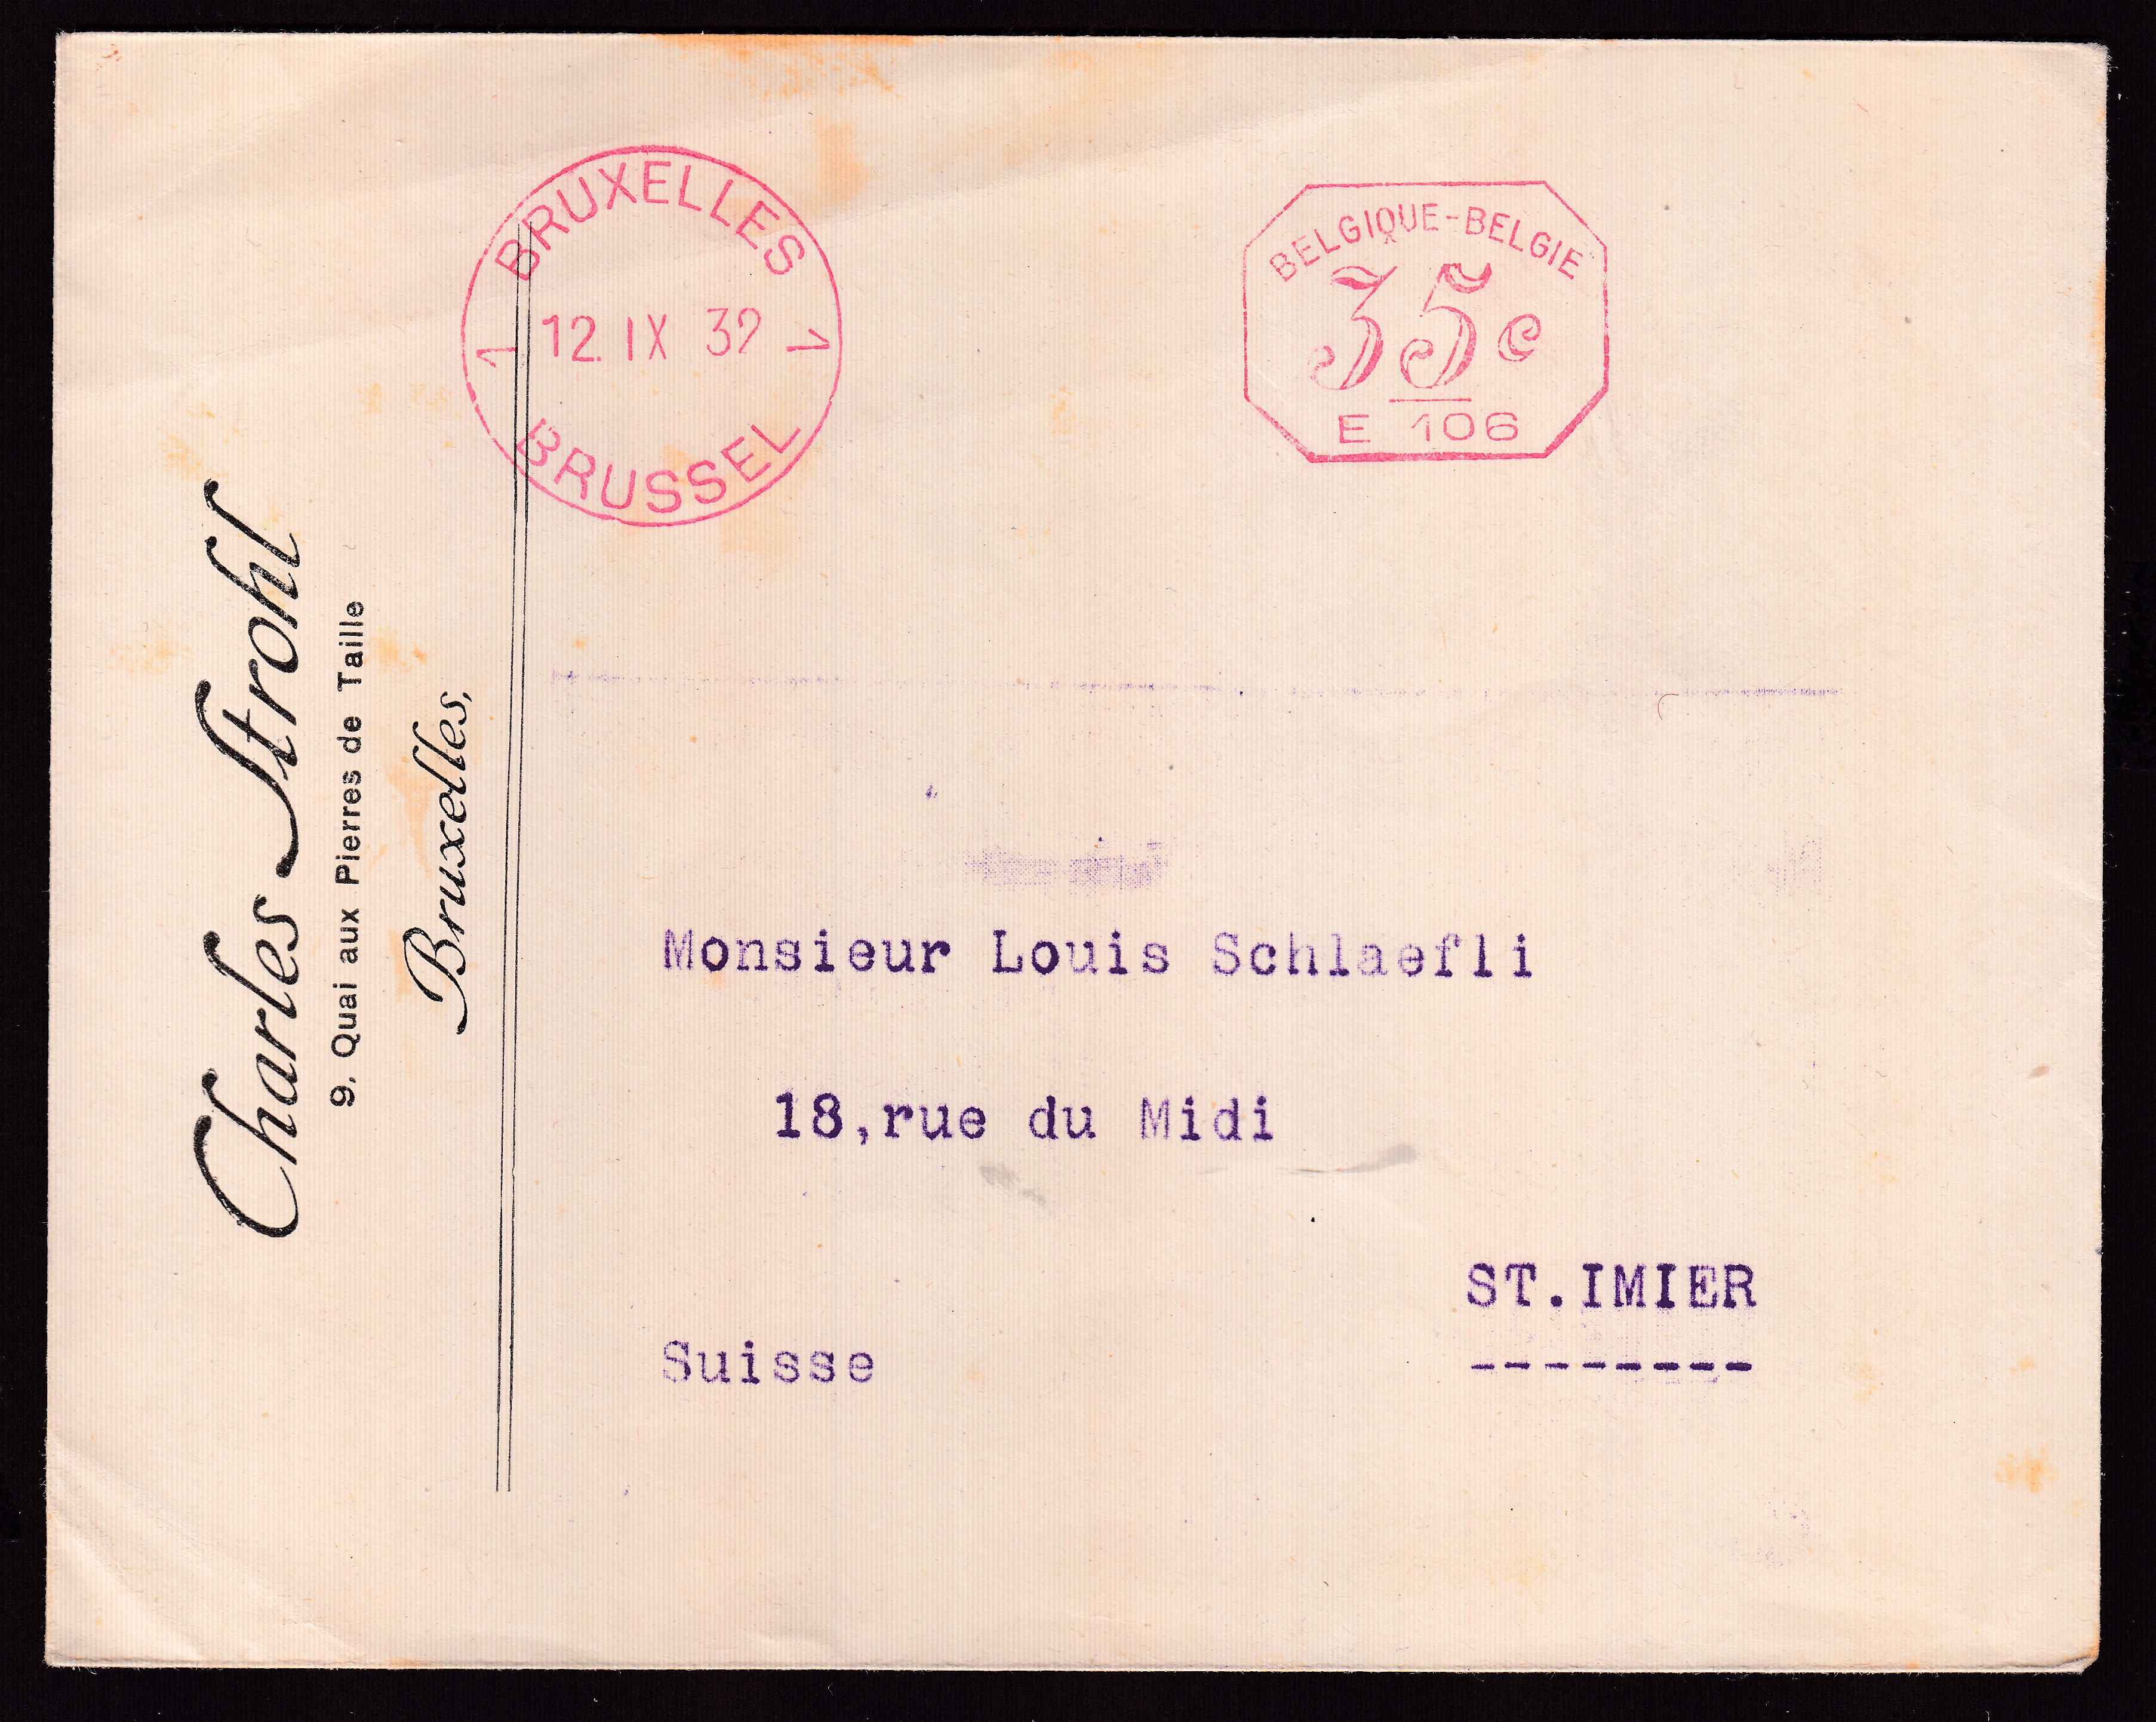 Charles Strohl
9, Quai aux Pierres de Taille
Bruxelles,
BRUXELLES
1 12.IX 32 1
BRUSSEL
BELGIQUE-BELGIE
35c
E 106
Monsieur Louis Schlaefli
18,rue du Midi
ST.IMIER
--------
Suisse